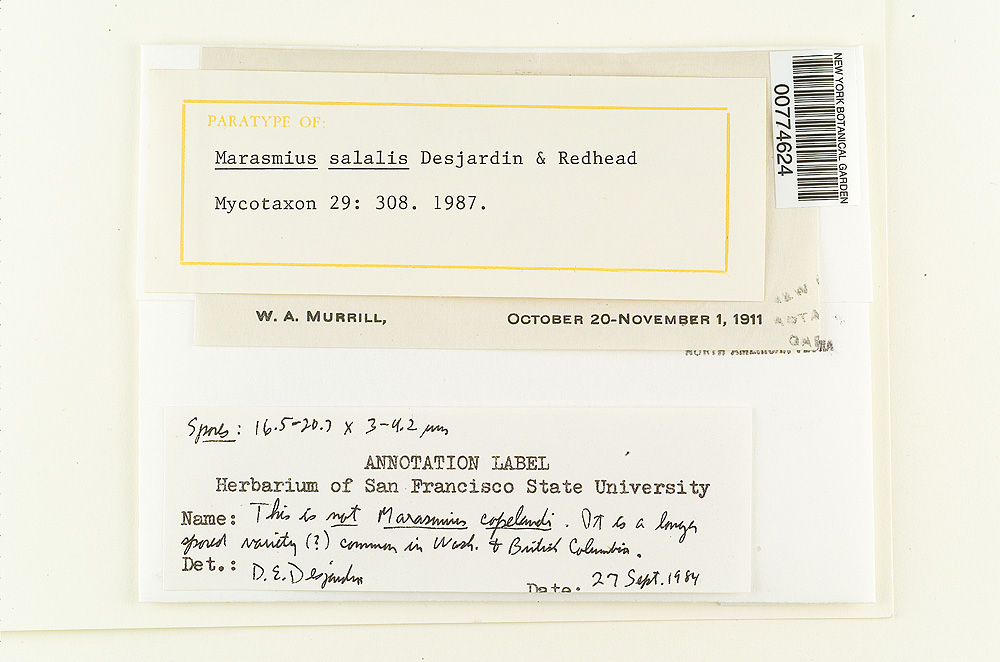 PARATYPE OF:
Marasmius salalis Desjardin & Redhead
Mycotaxon 29: 308. 1987.
NEW YORK BOTANICAL GARDEN
00774624
W. A. MURRILL,
OCTOBER 20-NOVEMBER 1, 1911
Spores: 16.5-20.3 x 3-4.2 µm
ANNOTATION LABEL
Herbarium of San Francisco State University
Name: This is not Marasmius copelandi. It is a longer
spored variety (?) common in Wash. & British Columbia.
Det.: D.E. Desjardin
Date: 27 Sept. 1984